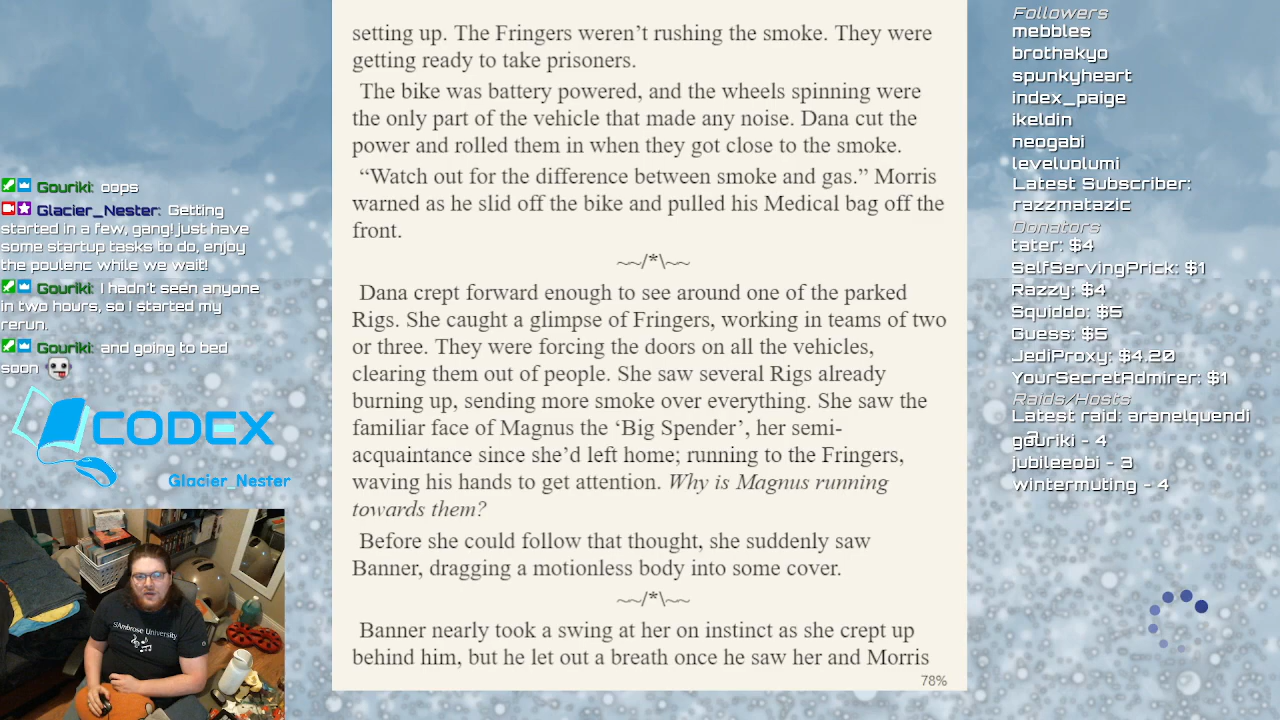 Gouriki: oops
Glacier_Nester: Getting
started in a few, gang! just have
some startup tasks to do, enjoy
the poulenc while we wait!
Gouriki: I hadn't seen anyone
in two hours, so I started my
rerun.
Gouriki: and going to bed
soon
CODEX
Glacier_Nester
SAmbrose University
setting up. The Fringers weren’t rushing the smoke. They were
getting ready to take prisoners.
The bike was battery powered, and the wheels spinning were
the only part of the vehicle that made any noise. Dana cut the
power and rolled them in when they got close to the smoke.
“Watch out for the difference between smoke and gas.” Morris
warned as he slid off the bike and pulled his Medical bag off the
front.
~~/*\~~
Dana crept forward enough to see around one of the parked
Rigs. She caught a glimpse of Fringers, working in teams of two
or three. They were forcing the doors on all the vehicles,
clearing them out of people. She saw several Rigs already
burning up, sending more smoke over everything. She saw the
familiar face of Magnus the ‘Big Spender’, her semi-
acquaintance since she’d left home; running to the Fringers,
waving his hands to get attention. Why is Magnus running
towards them?
Before she could follow that thought, she suddenly saw
Banner, dragging a motionless body into some cover.
~~/*\~~
Banner nearly took a swing at her on instinct as she crept up
behind him, but he let out a breath once he saw her and Morris
78%
Followers
mebbles
brothakyo
spunkyheart
index_paige
ikeldin
neogabi
leveluolumi
Latest Subscriber:
razzmatazic
Donators
tater: $4
SelfServingPrick: $1
Razzy: $4
Squiddo: $5
Guess: $5
JediProxy: $4.20
YourSecretAdmirer: $1
Raids/Hosts
Latest raid: aranelquendi
gouriki - 4
jubileeobi - 3
wintermuting - 4